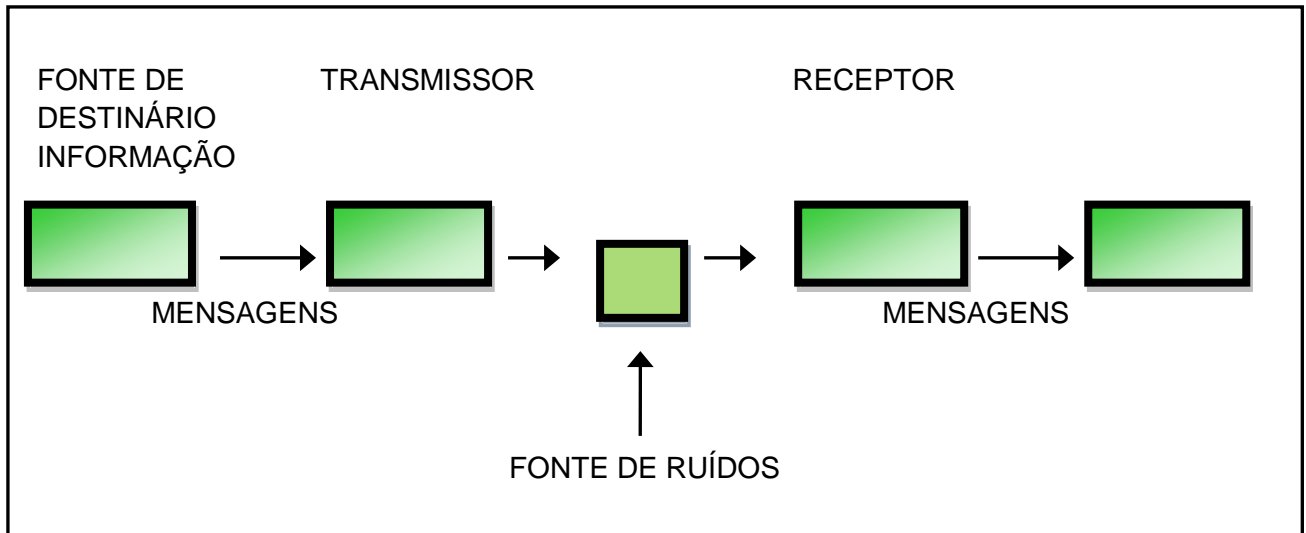 FONTE DE
DESTINÁRIO
INFORMAÇÃO
TRANSMISSOR
RECEPTOR
MENSAGENS
MENSAGENS
FONTE DE RUÍDOS